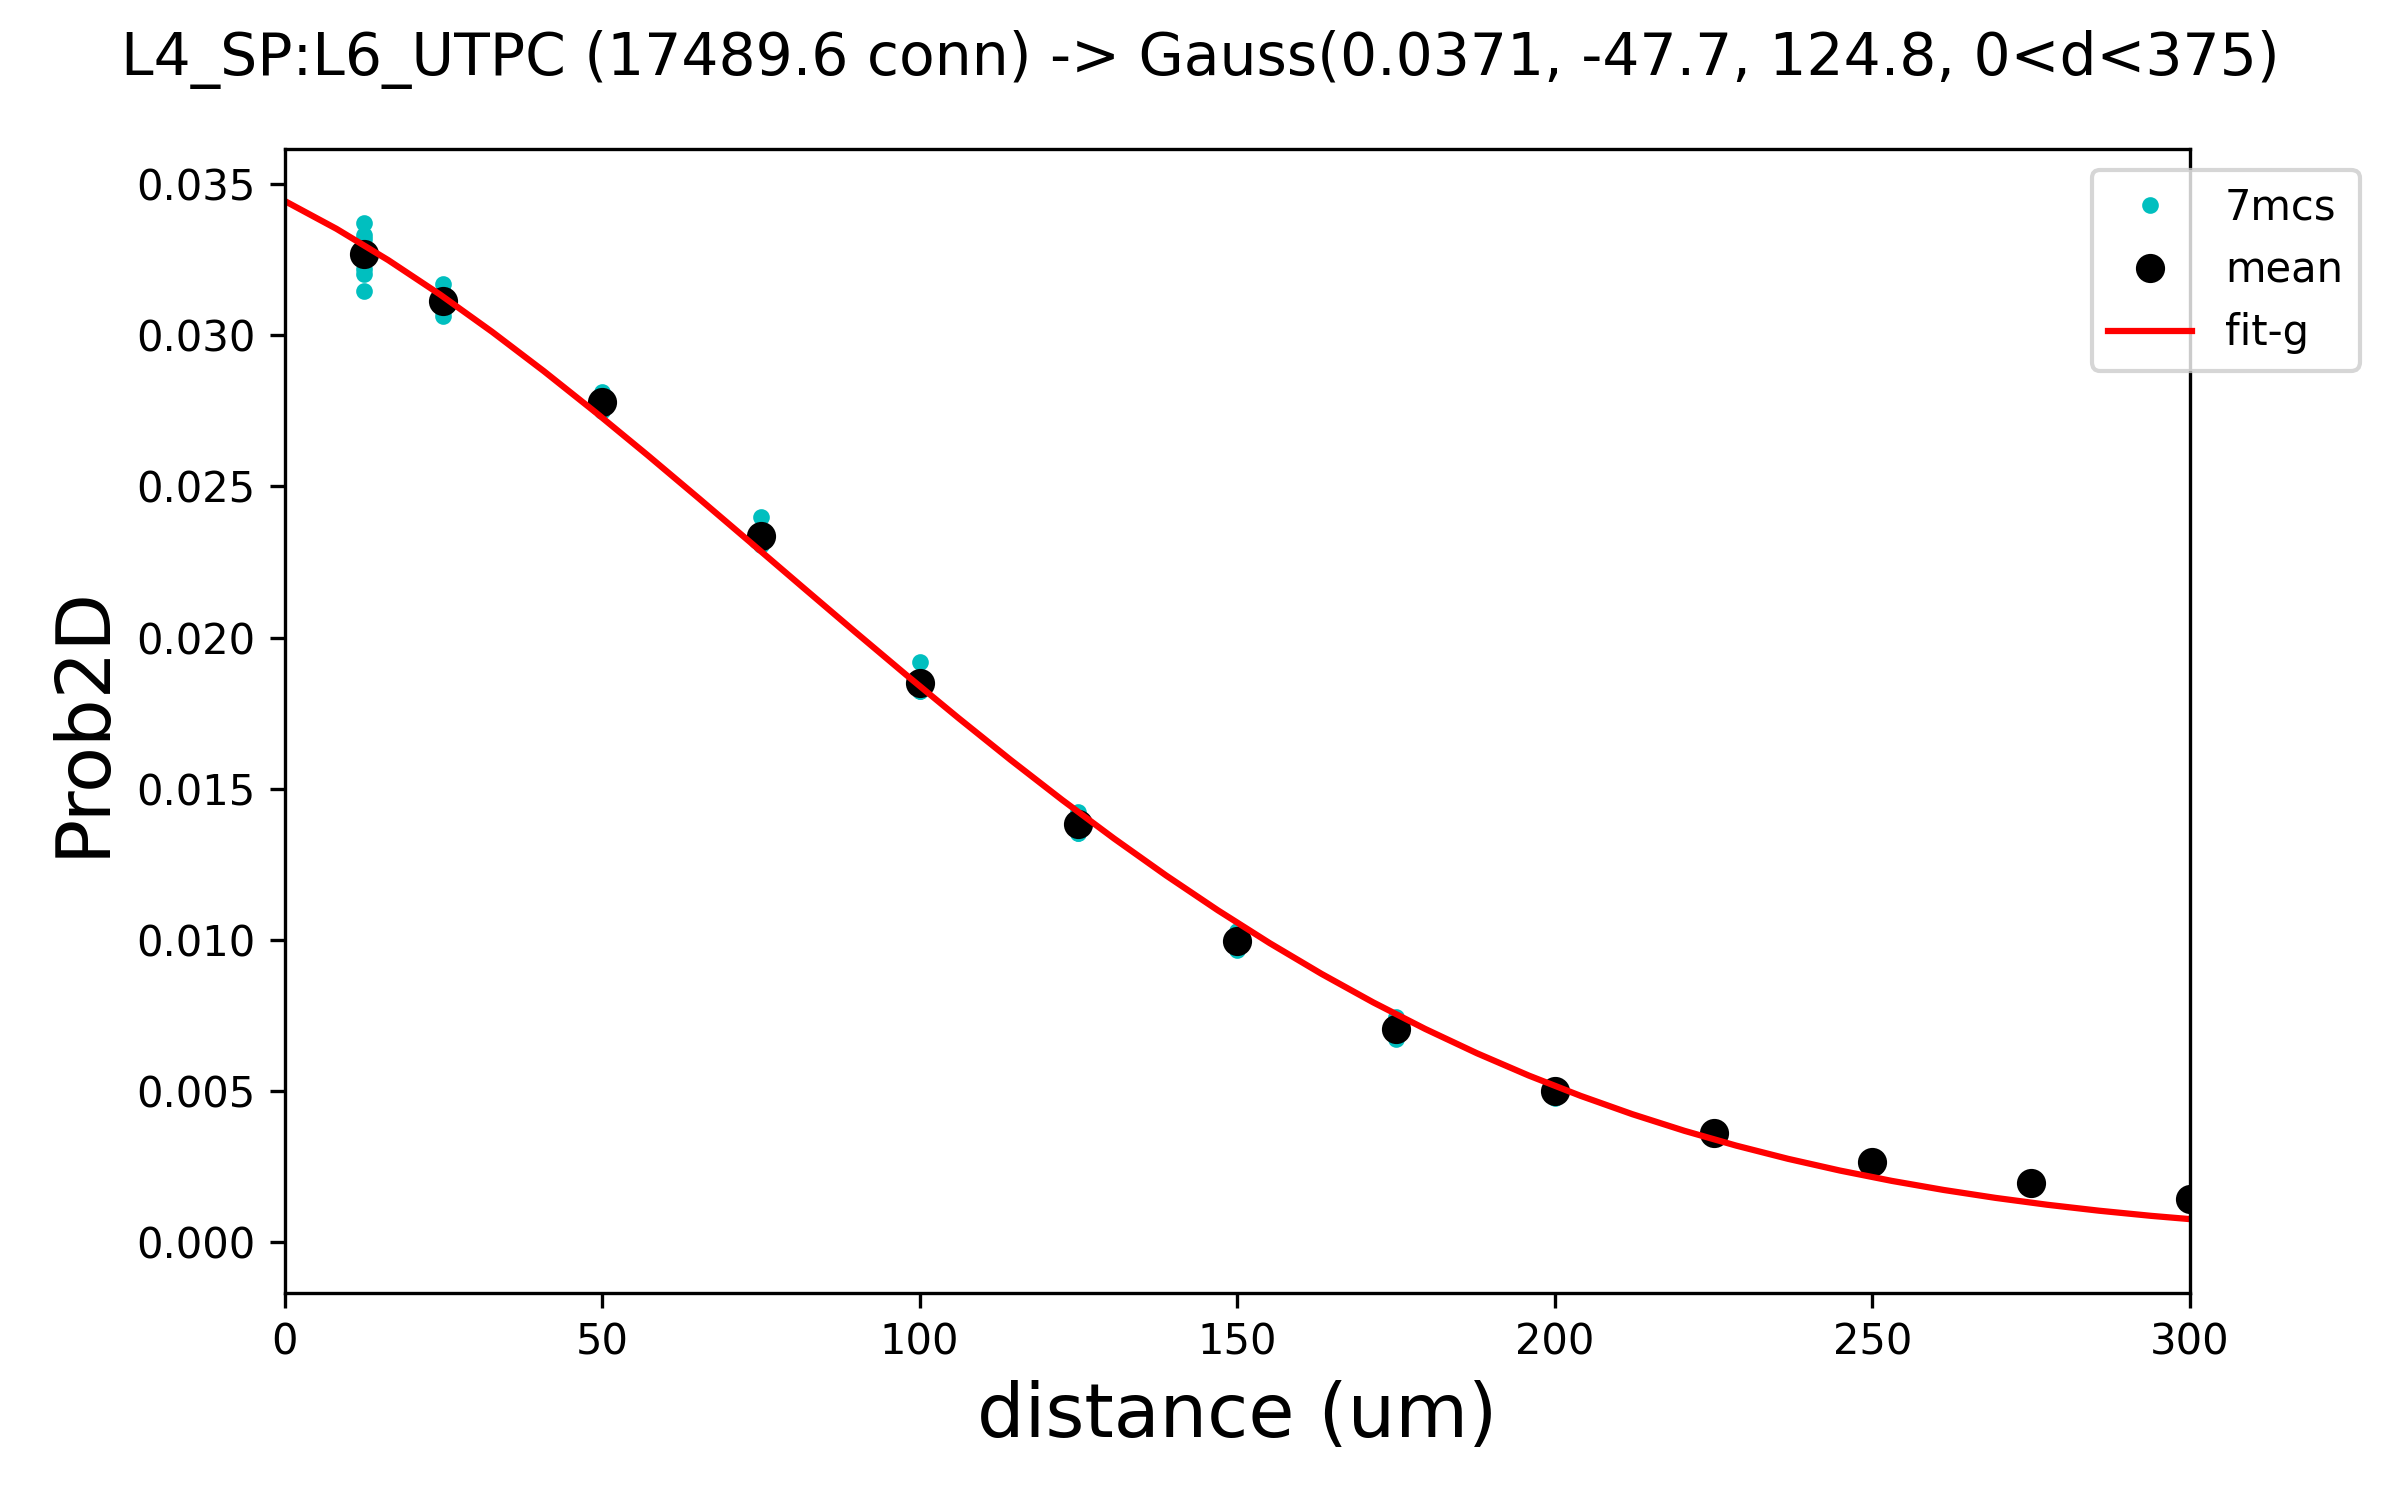 L4_SP:L6_UTPC (17489.6 conn) -> Gauss(0.0371, -47.7, 124.8, 0<d<375)
0.035
0.030
0.025
0.020
0.015
0.010
0.005
0.000
Prob2D
7mcs
mean
fit-g
0 50 100 150 200 250 300
distance (um)